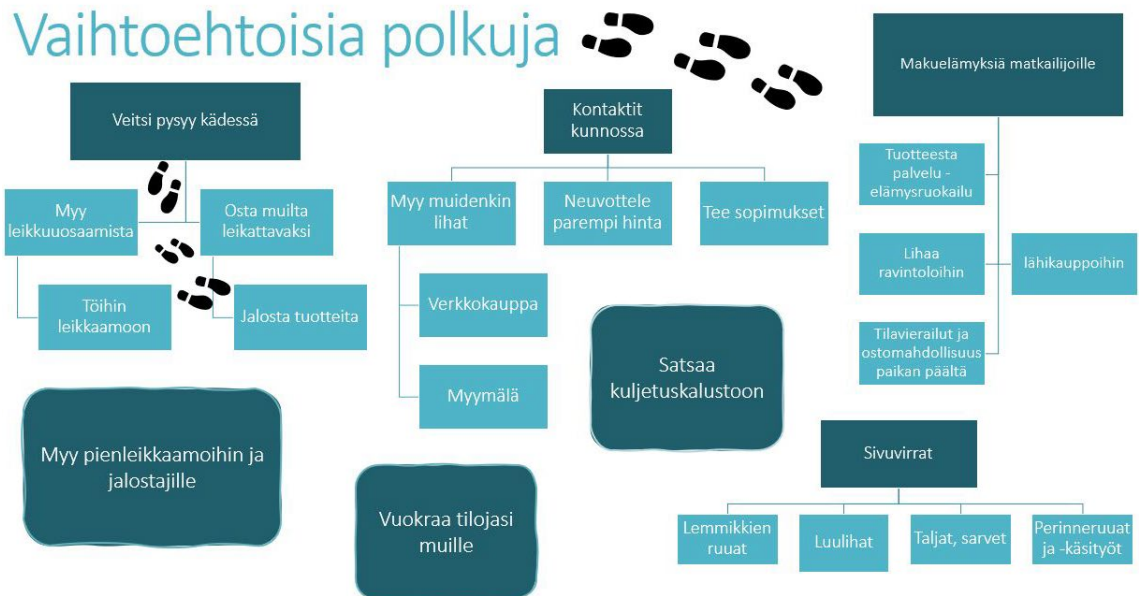 Vaihtoehtoisia polkuja
Veitsi pysyy kädessä
Myy
leikkuuosaamista
Osta muilta
leikattavaksi
Töihin
leikkaamoon
Jalosta tuotteita
Kontaktit
kunnossa
Myy muidenkin
lihat
Neuvottele
parempi hinta
Tee sopimukset
Verkkokauppa
Myymälä
Makuelämyksiä matkailijoille
Tuotteesta
palvelu -
elämysruokailu
Lihaa
ravintoloihin
lähikauppoihin
Tilavierailut ja
ostomahdollisuus
paikan päältä
Satsaa
kuljetuskalustoon
Myy pienleikkaamoihin ja
jalostajille
Vuokraa tilojasi
muille
Sivuvirrat
Lemmikkien
ruuat
Luulihat
Taljat, sarvet
Perinneruuat
ja -käsityöt